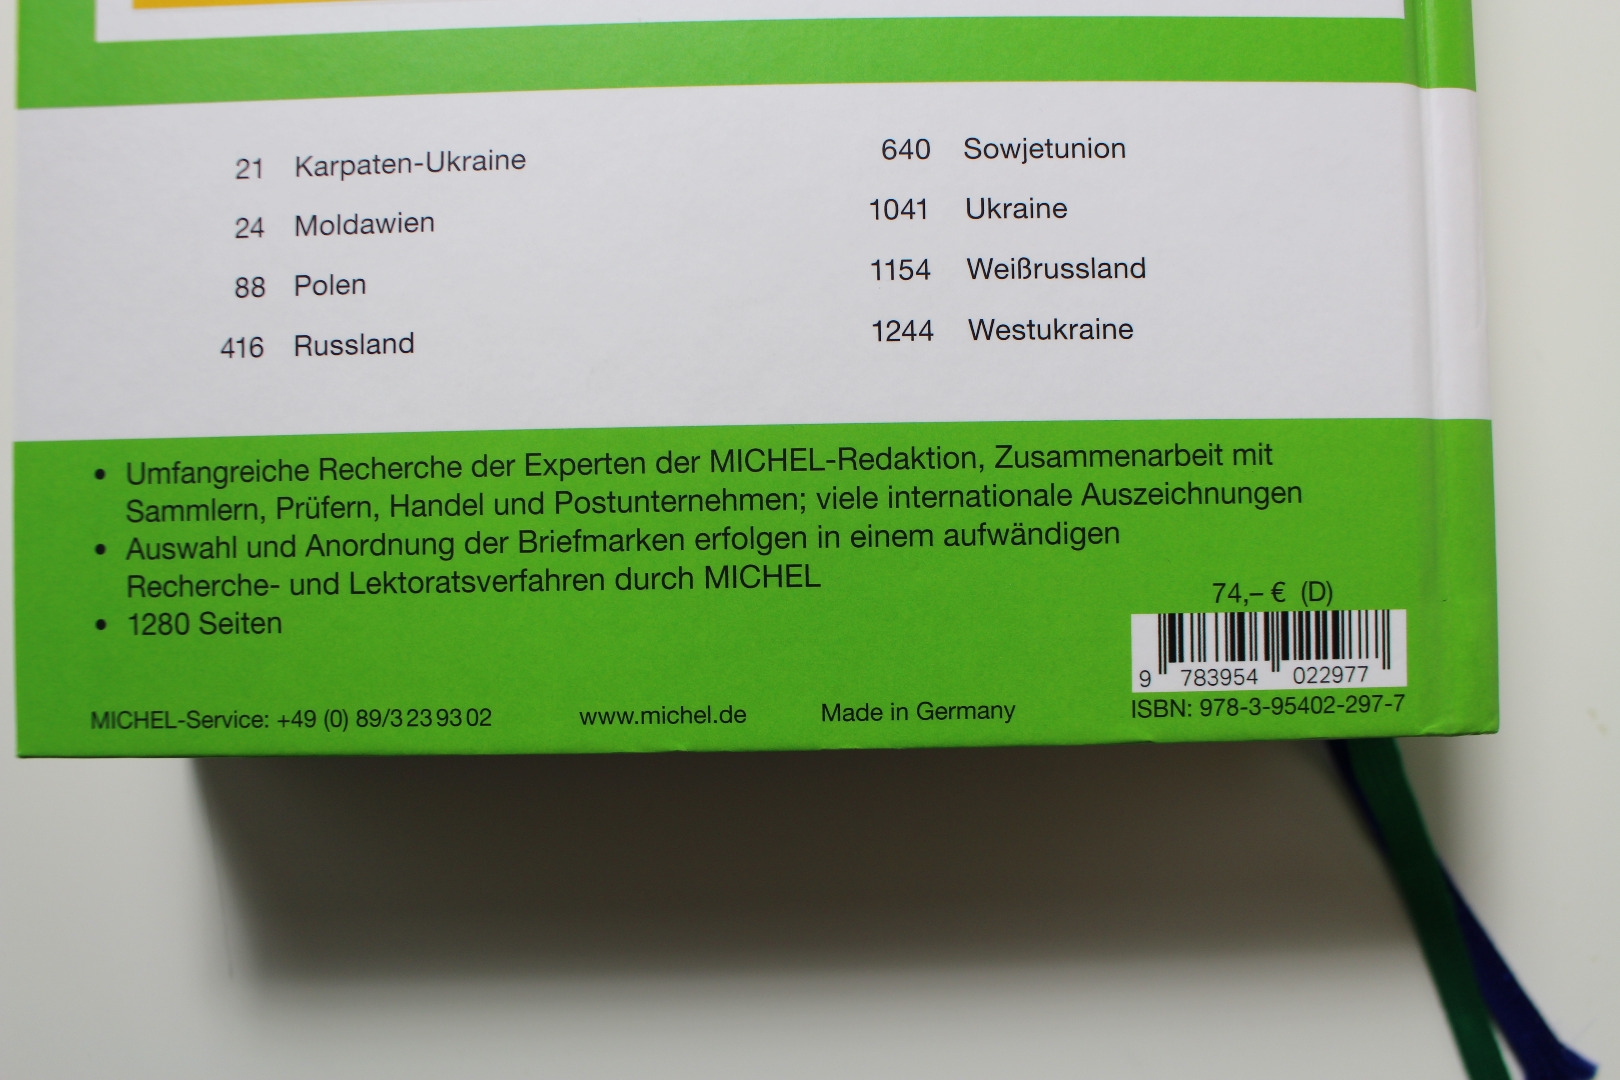 21 Karpaten-Ukraine
24 Moldawien
88 Polen
416 Russland
640 Sowjetunion
1041 Ukraine
1154 Weißrussland
1244 Westukraine
• Umfangreiche Recherche der Experten der MICHEL-Redaktion, Zusammenarbeit mit
Sammlern, Prüfern, Handel und Postunternehmen; viele internationale Auszeichnungen
• Auswahl und Anordnung der Briefmarken erfolgen in einem aufwändigen
Recherche- und Lektoratsverfahren durch MICHEL
• 1280 Seiten
74,– € (D)
9 783954 022977
ISBN: 978-3-95402-297-7
MICHEL-Service: +49 (0) 89/3 23 93 02 www.michel.de Made in Germany